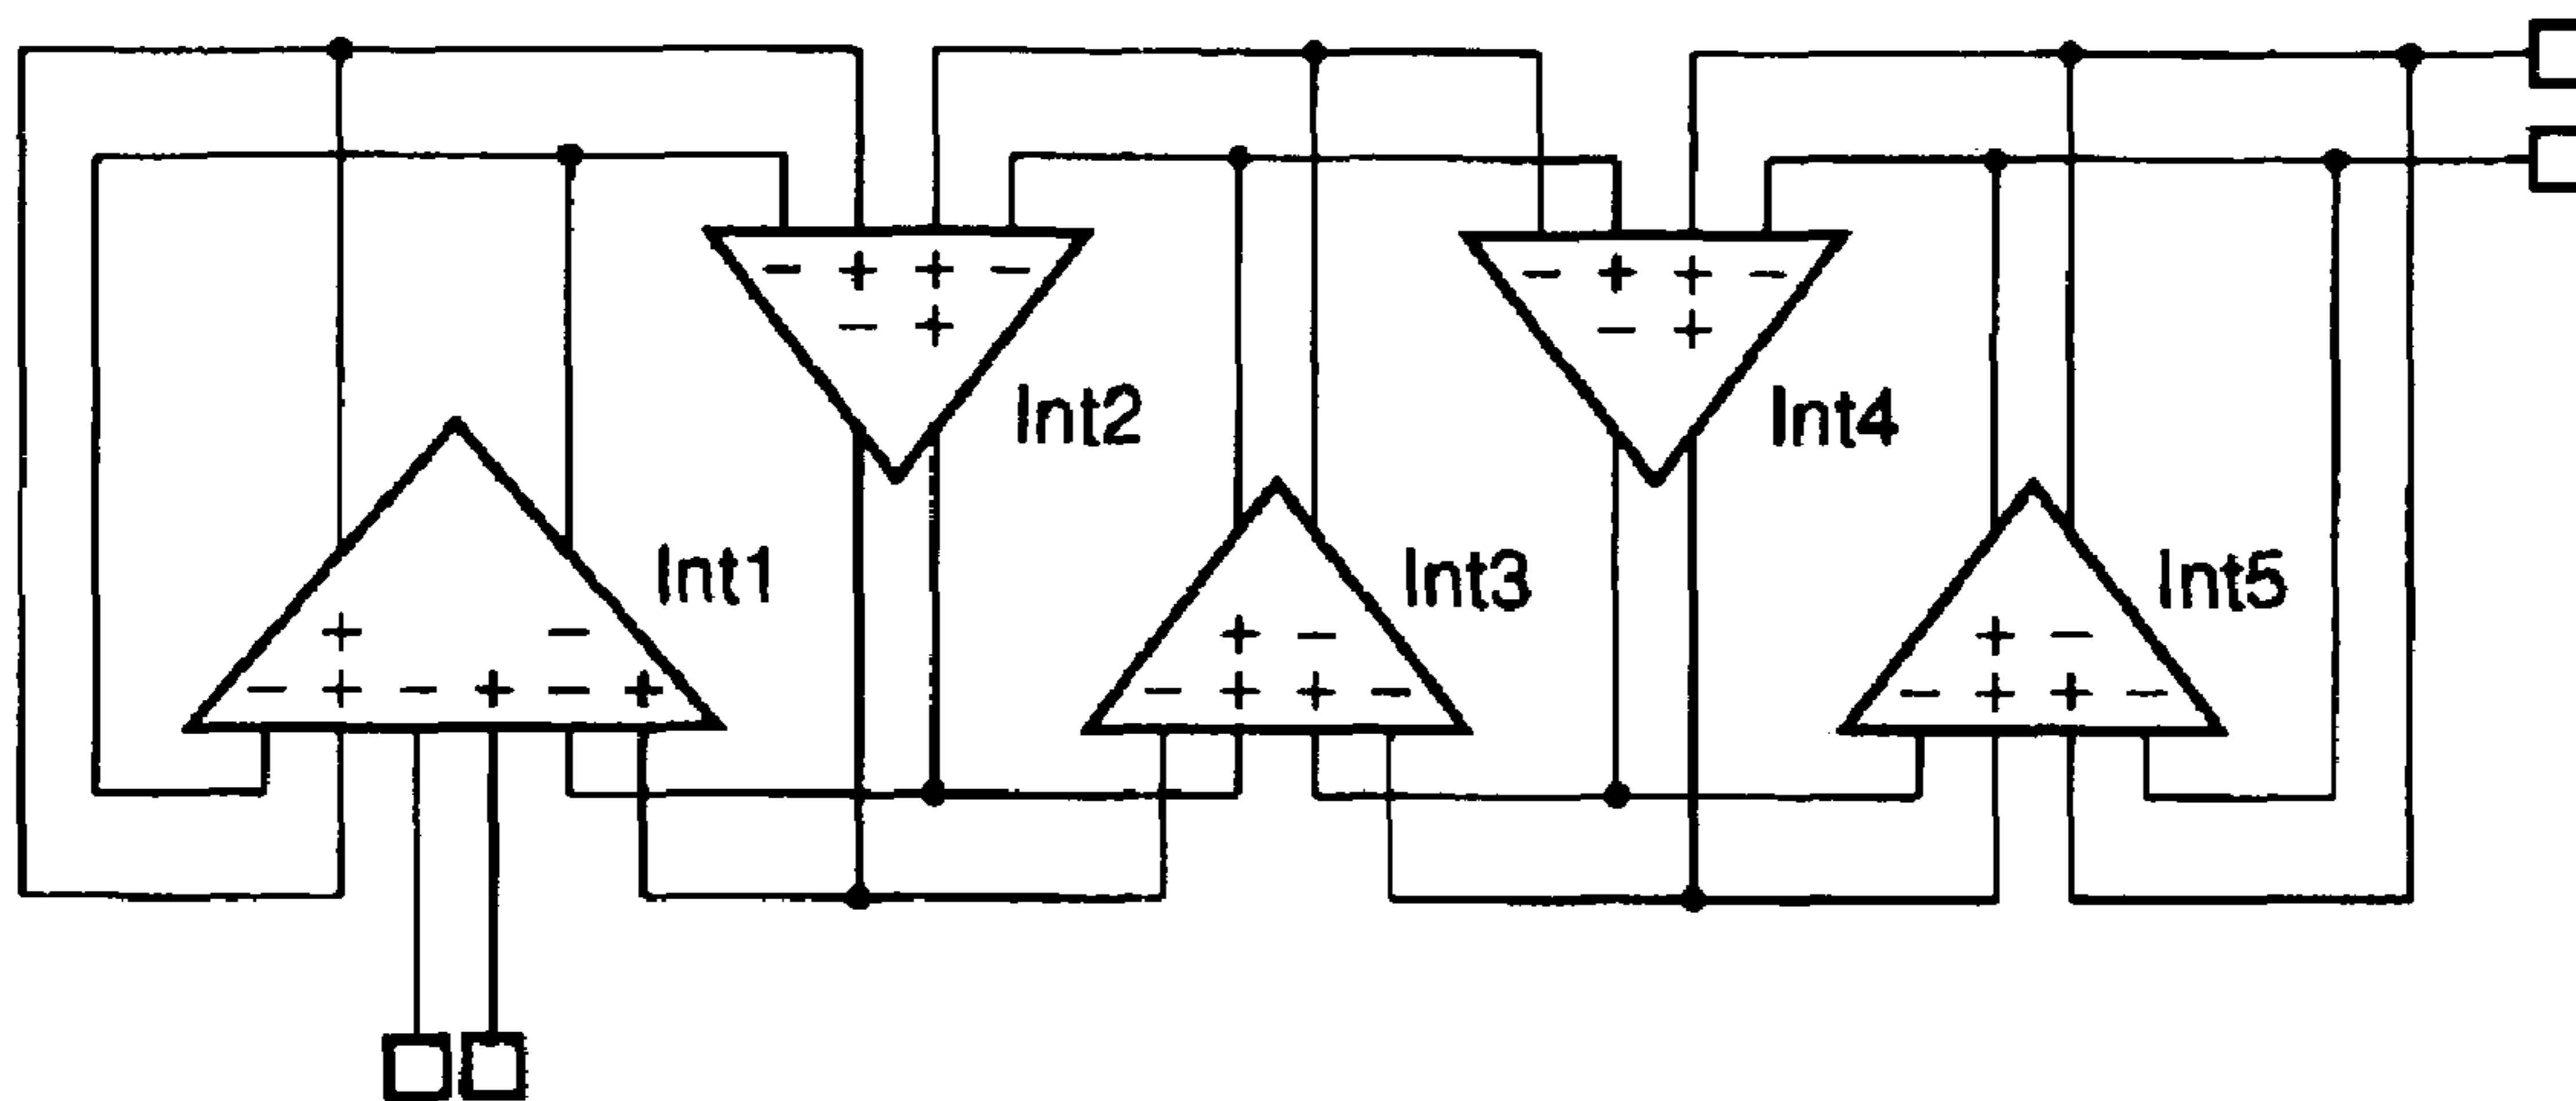 - + + -
- +
Int2
- + + -
- +
Int4
Int1
+ -
- + - + - +
Int3
+ -
- + + -
Int5
+ -
- + + -